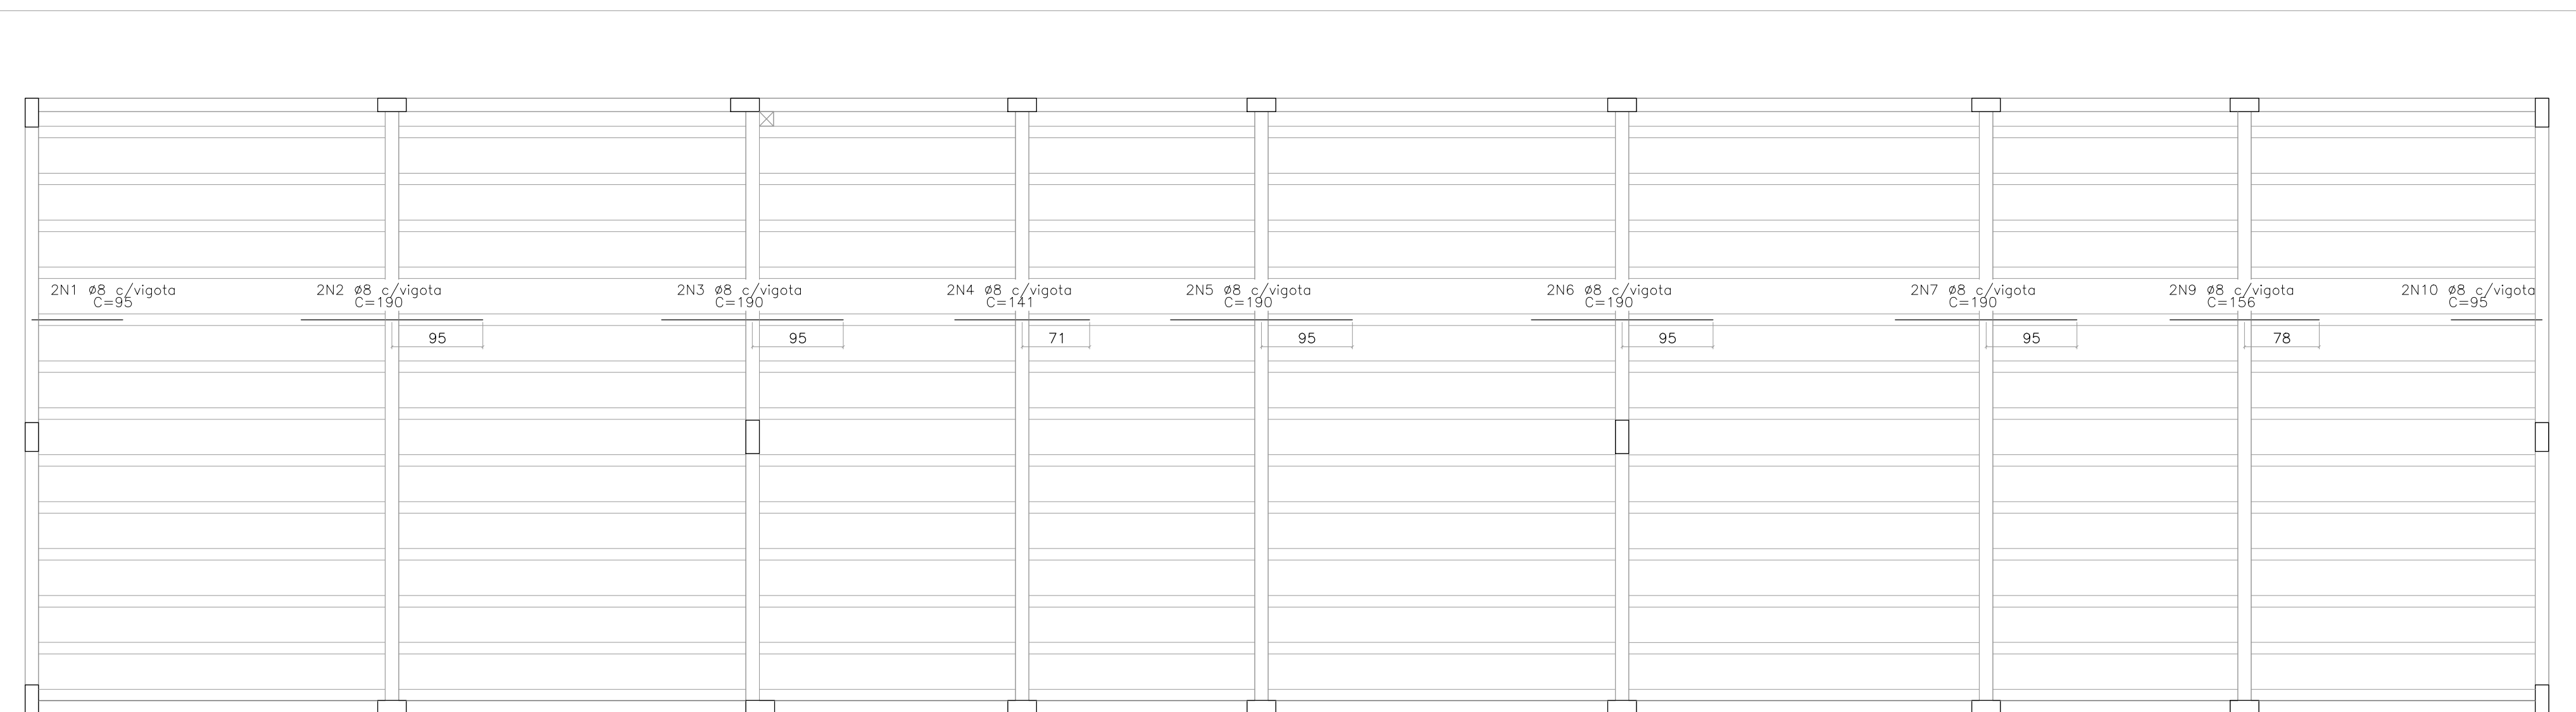 2N1 ø8 c/vigota
C=95
2N2 ø8 c/vigota
C=190
95
2N3 ø8 c/vigota
C=190
95
2N4 ø8 c/vigota
C=141
71
2N5 ø8 c/vigota
C=190
95
2N6 ø8 c/vigota
C=190
95
2N7 ø8 c/vigota
C=190
95
2N9 ø8 c/vigota
C=156
78
2N10 ø8 c/vigota
C=95